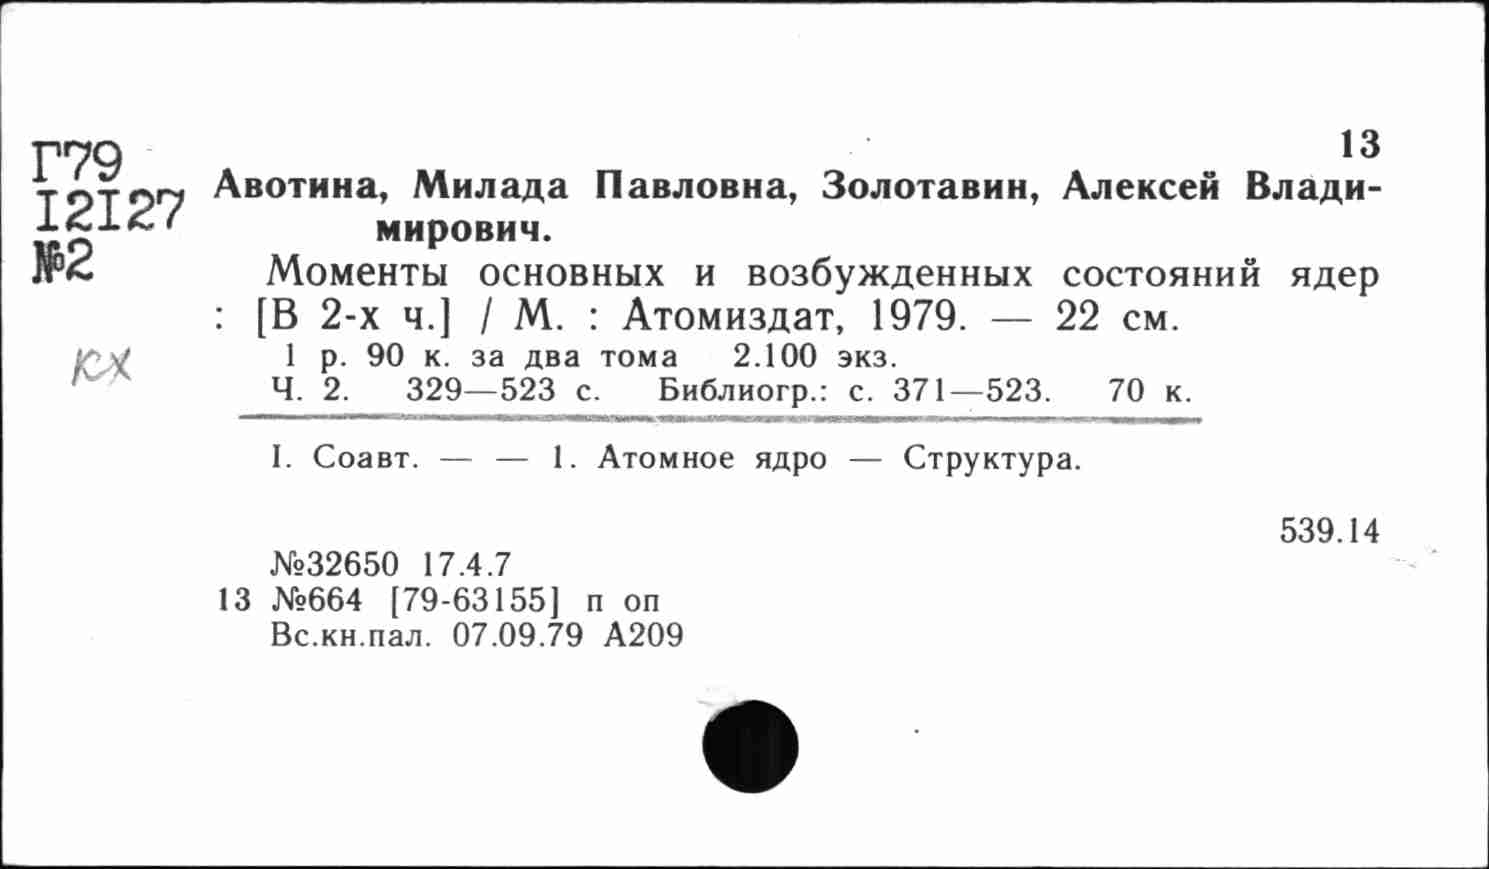 13
Г79
I2I27
№2
кх
Авотина, Милада Павловна, Золотавин, Алексей Влади-
мирович.
Моменты основных и возбужденных состояний ядер
: [В 2-х ч.] / М. : Атомиздат, 1979. — 22 см.
1 р. 90 к. за два тома 2.100 экз.
Ч. 2. 329—523 с. Библиогр.: с. 371—523. 70 к.
I. Соавт. — — 1. Атомное ядро — Структура.
539.14
№32650 17.4.7
13 №664 [79-63155] п оп
Вс.кн.пал. 07.09.79 А209